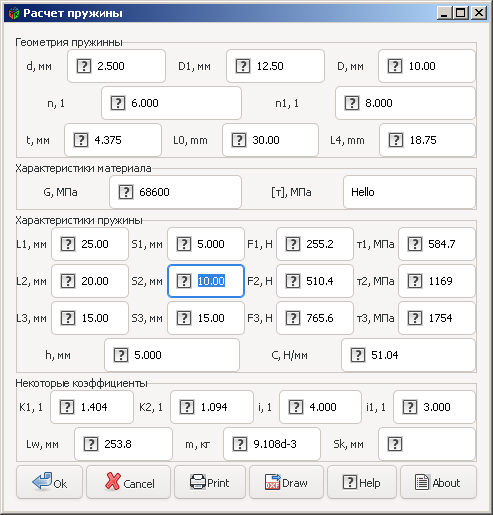 Расчет пружины
Геометрия пружинны
d, мм 2.500 D1, мм 12.50 D, мм 10.00
n, 1 6.000 n1, 1 8.000
t, мм 4.375 L0, mm 30.00 L4, mm 18.75
Характеристики материала
G, МПа 68600 [т], МПа Hello
Характеристики пружины
L1, мм 25.00 S1, мм 5.000 F1, Н 255.2 т1, МПа 584.7
L2, мм 20.00 S2, мм 10.00 F2, Н 510.4 т2, МПа 1169
L3, мм 15.00 S3, мм 15.00 F3, Н 765.6 т3, МПа 1754
h, мм 5.000 C, Н/мм 51.04
Некоторые коэффициенты
K1, 1 1.404 K2, 1 1.094 i, 1 4.000 i1, 1 3.000
Lw, мм 253.8 m, кг 9.108d-3 Sk, мм
Ok Cancel Print DXF Draw ? Help About